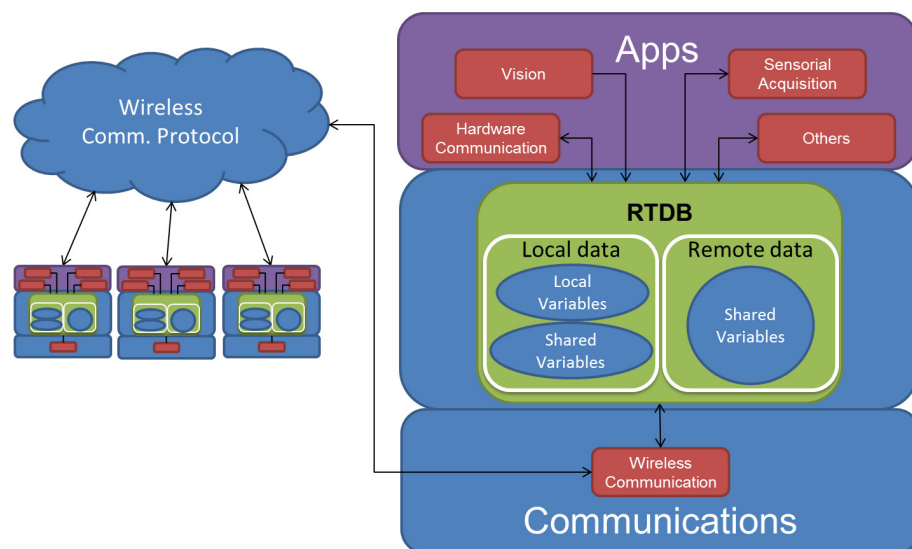 Wireless
Comm. Protocol
Apps
Vision
Sensorial
Acquisition
Hardware
Communication
Others
RTDB
Local data
Remote data
Local
Variables
Shared
Variables
Shared
Variables
Wireless
Communication
Communications